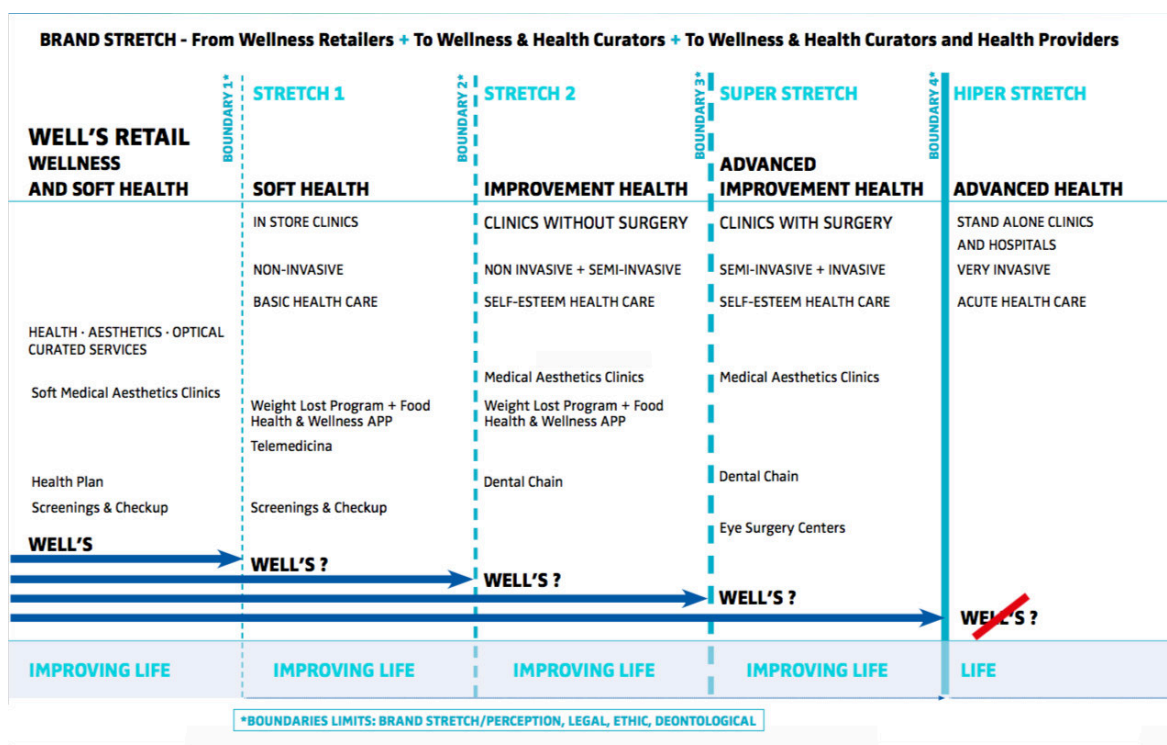 BRAND STRETCH - From Wellness Retailers + To Wellness & Health Curators + To Wellness & Health Curators and Health Providers
BOUNDARY 1*
BOUNDARY 2*
BOUNDARY 3*
BOUNDARY 4*
STRETCH 1
STRETCH 2
SUPER STRETCH
HIPER STRETCH
WELL'S RETAIL
WELLNESS
AND SOFT HEALTH
SOFT HEALTH
IMPROVEMENT HEALTH
ADVANCED
IMPROVEMENT HEALTH
ADVANCED HEALTH
IN STORE CLINICS
CLINICS WITHOUT SURGERY
CLINICS WITH SURGERY
STAND ALONE CLINICS
AND HOSPITALS
NON-INVASIVE
NON INVASIVE + SEMI-INVASIVE
SEMI-INVASIVE + INVASIVE
VERY INVASIVE
BASIC HEALTH CARE
SELF-ESTEEM HEALTH CARE
SELF-ESTEEM HEALTH CARE
ACUTE HEALTH CARE
HEALTH · AESTHETICS · OPTICAL
CURATED SERVICES
Soft Medical Aesthetics Clinics
Medical Aesthetics Clinics
Medical Aesthetics Clinics
Weight Lost Program + Food
Health & Wellness APP
Weight Lost Program + Food
Health & Wellness APP
Telemedicina
Health Plan
Dental Chain
Dental Chain
Screenings & Checkup
Screenings & Checkup
Eye Surgery Centers
WELL'S
WELL'S ?
WELL'S ?
WELL'S ?
WELL'S ?
IMPROVING LIFE
IMPROVING LIFE
IMPROVING LIFE
IMPROVING LIFE
LIFE
*BOUNDARIES LIMITS: BRAND STRETCH/PERCEPTION, LEGAL, ETHIC, DEONTOLOGICAL